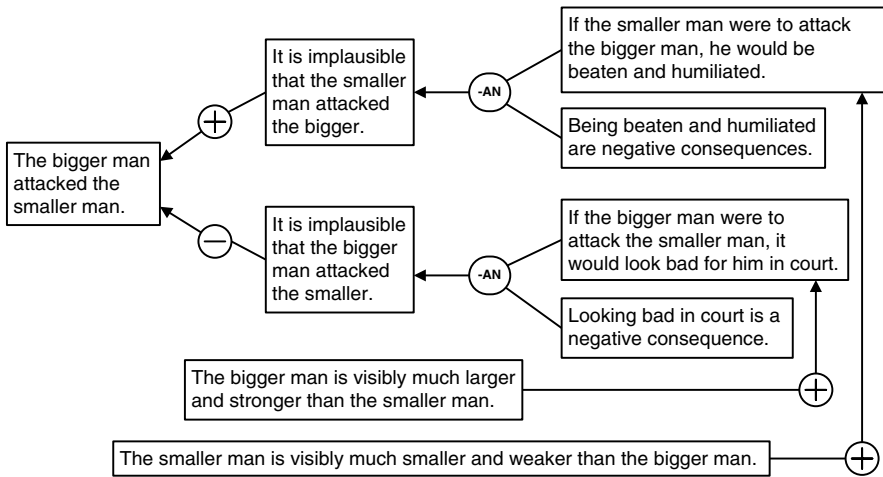 If the smaller man were to attack
the bigger man, he would be
beaten and humiliated.
It is implausible
that the smaller
man attacked
the bigger.
-AN
Being beaten and humiliated
are negative consequences.
+
The bigger man
attacked the
smaller man.
If the bigger man were to
attack the smaller man, it
would look bad for him in court.
−
It is implausible
that the bigger
man attacked
the smaller.
-AN
Looking bad in court is a
negative consequence.
The bigger man is visibly much larger
and stronger than the smaller man.
+
The smaller man is visibly much smaller and weaker than the bigger man.
+